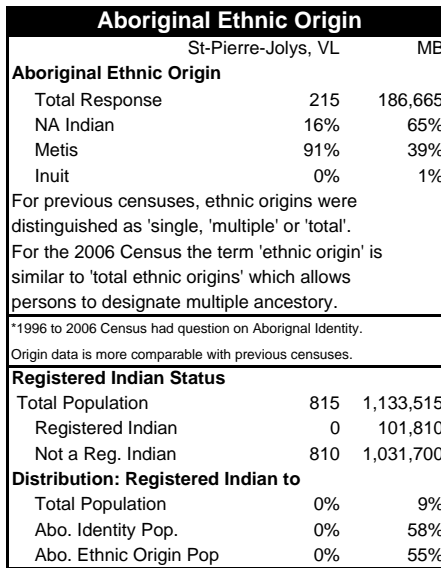 Aboriginal Ethnic Origin
St-Pierre-Jolys, VL MB
Aboriginal Ethnic Origin
Total Response 215 186,665
NA Indian 16% 65%
Metis 91% 39%
Inuit 0% 1%
For previous censuses, ethnic origins were
distinguished as 'single, 'multiple' or 'total'.
For the 2006 Census the term 'ethnic origin' is
similar to 'total ethnic origins' which allows
persons to designate multiple ancestory.
*1996 to 2006 Census had question on Aborignal Identity.
Origin data is more comparable with previous censuses.
Registered Indian Status
Total Population 815 1,133,515
Registered Indian 0 101,810
Not a Reg. Indian 810 1,031,700
Distribution: Registered Indian to
Total Population 0% 9%
Abo. Identity Pop. 0% 58%
Abo. Ethnic Origin Pop 0% 55%